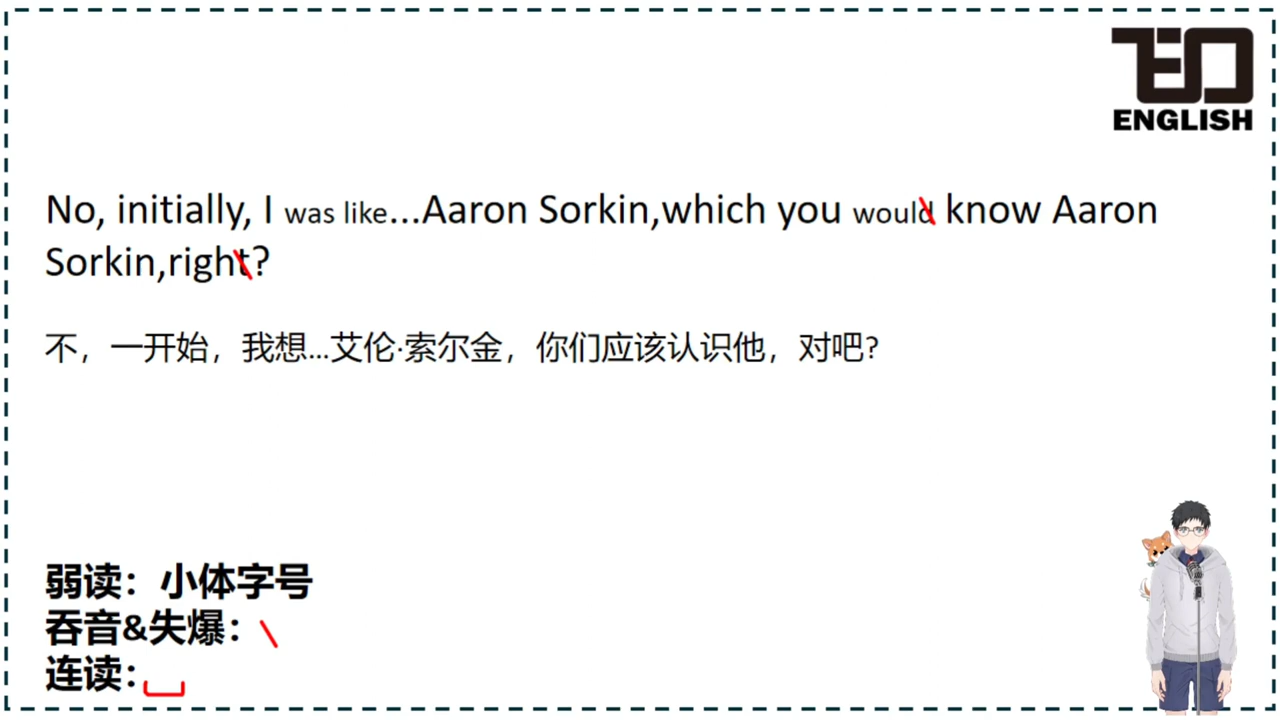 飞口
ENGLISH
No, initially, I was like...Aaron Sorkin,which you would know Aaron
Sorkin,right?
不，一开始，我想...艾伦·索尔金，你们应该认识他，对吧?
弱读：小体字号
吞音&失爆：
连读：